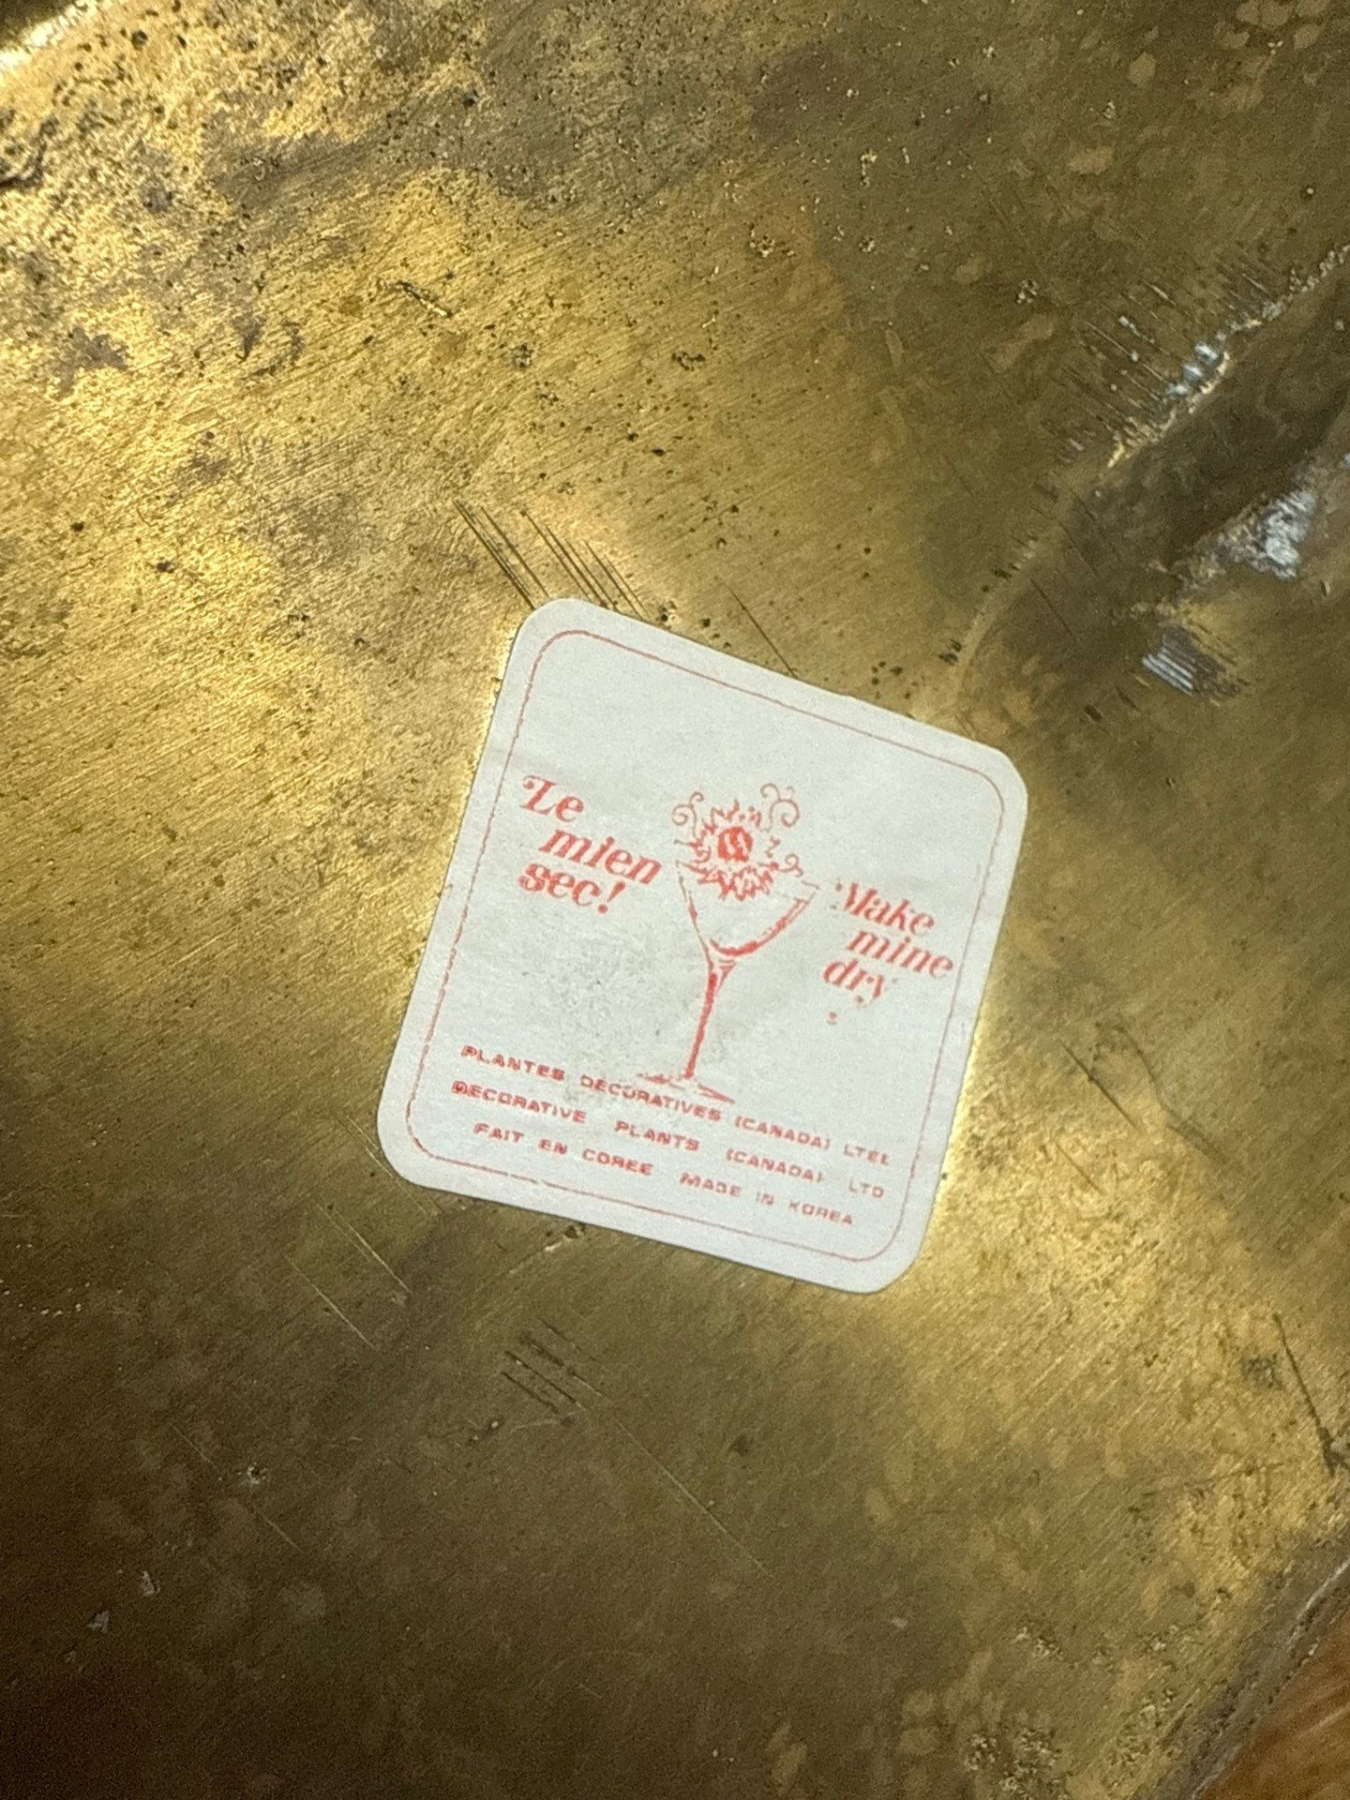 Le
mien
sec!
Make
mine
dry
PLANTES DECORATIVES (CANADA) LTEE
DECORATIVE PLANTS (CANADA) LTD
FAIT EN COREE MADE IN KOREA